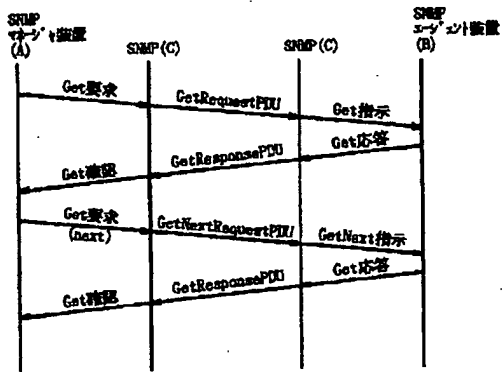 SNMP
マネージャ装置
(A)
SNMP(C)
SNMP(C)
SNMP
エージェント装置
(B)
Get要求
GetRequestPDU
Get指示
Get応答
GetResponsePDU
Get確認
Get要求
(next)
GetNextRequestPDU
GetNext指示
Get応答
GetResponsePDU
Get確認